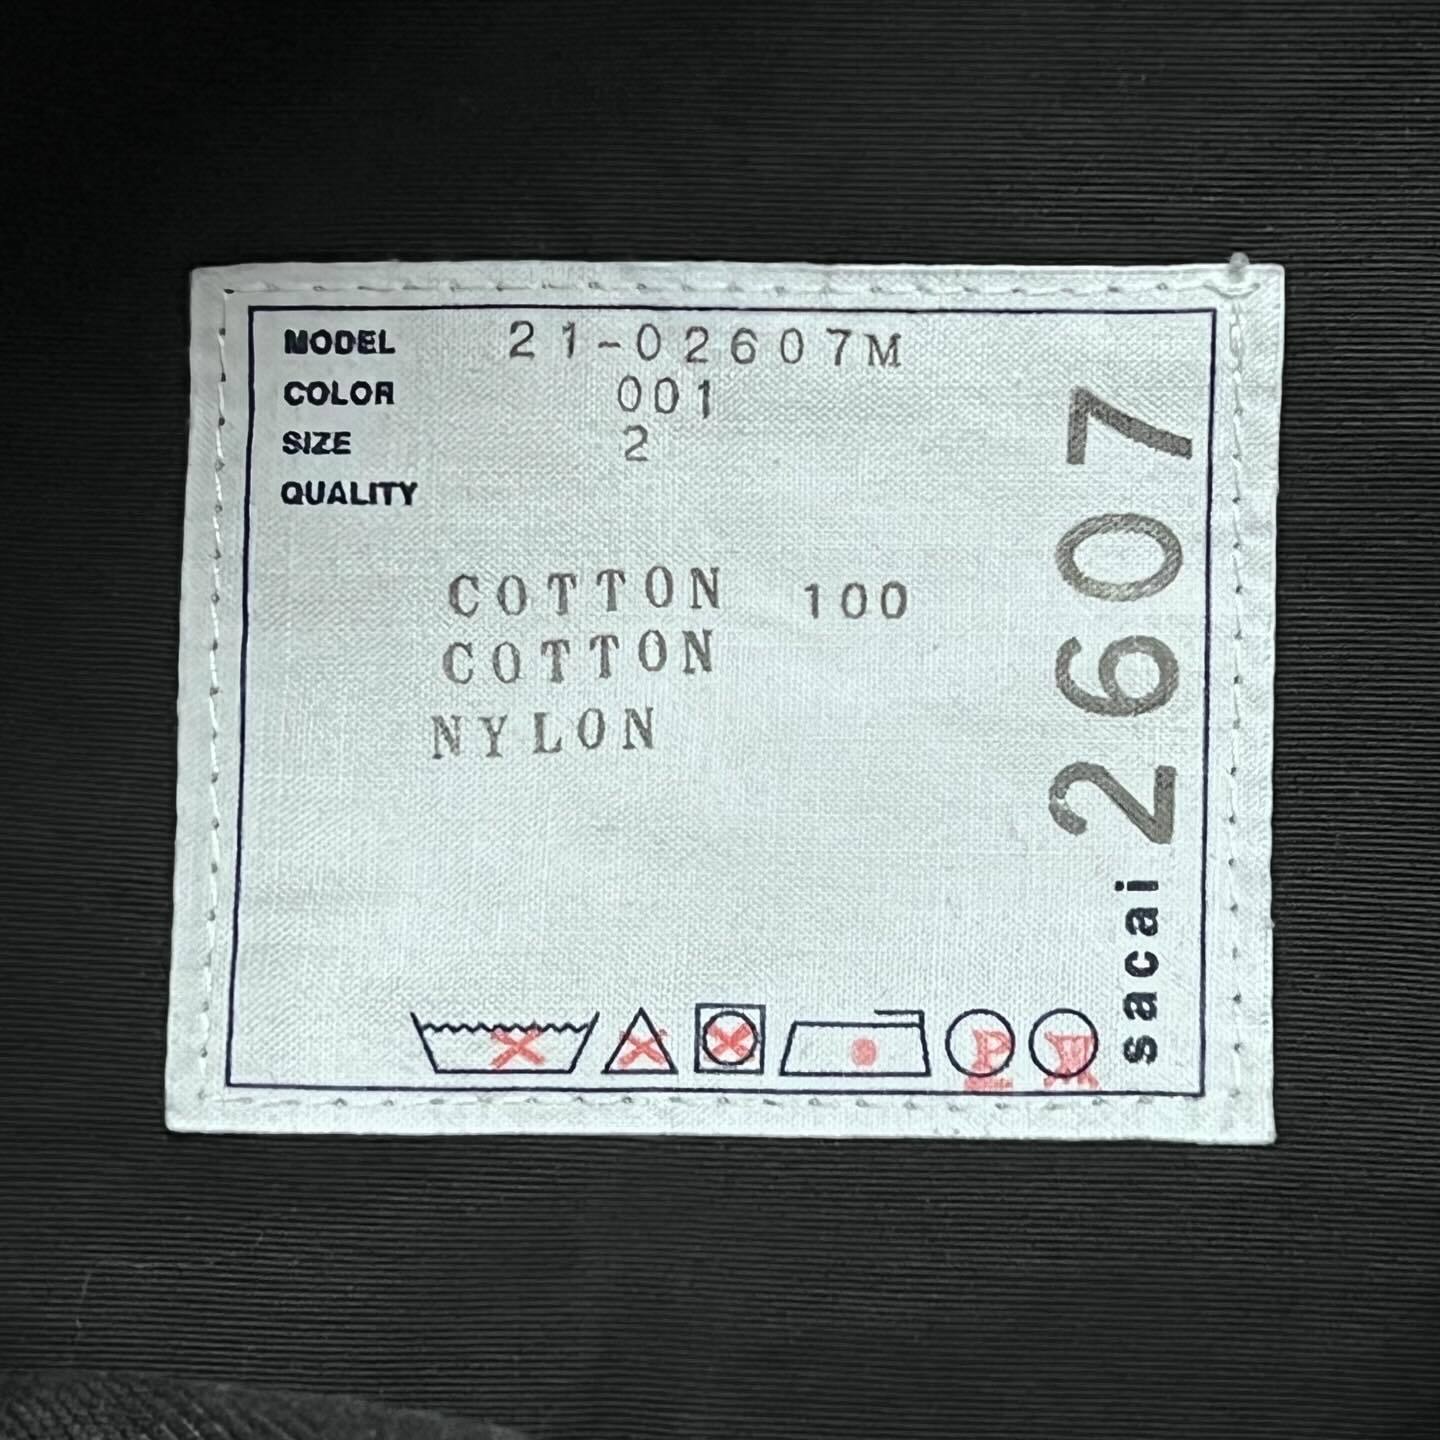 MODEL 21-02607M
COLOR 001
SIZE 2
QUALITY
COTTON 100
COTTON
NYLON
P
sacai 2607